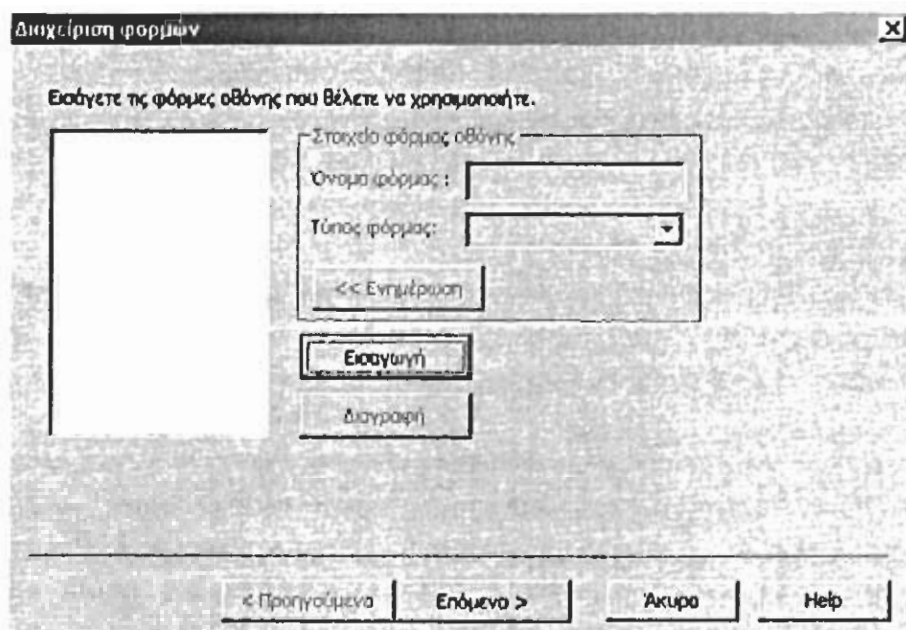 Διαχείριση φορμών
Εισάγετε τις φόρμες οθόνης που θέλετε να χρησιμοποιήτε.
Στοιχεία φόρμας οθόνης
Όνομα φόρμας :
Τύπος φόρμας:
<< Ενημέρωση
Εισαγωγή
Διαγραφή
< Προηγούμενο
Επόμενο >
Άκυρο
Help